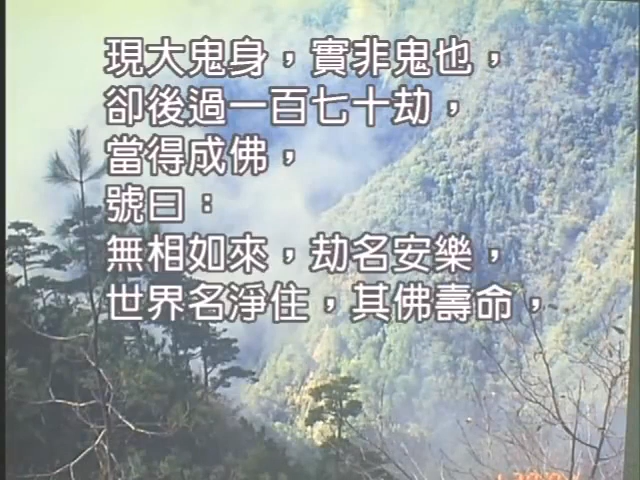 現大鬼身，實非鬼也，
卻後過一百七十劫，
當得成佛，
號曰：
無相如來，劫名安樂，
世界名淨住，其佛壽命，